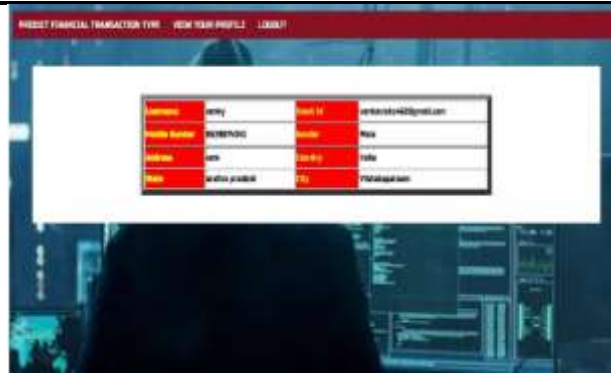 PREDICT FINANCIAL TRANSACTION TYPE VIEW YOUR PROFILE LOGOUT
Username Email Id
Mobile Number Gender Male
Address Country India
State andhra pradesh City Visakhapatnam